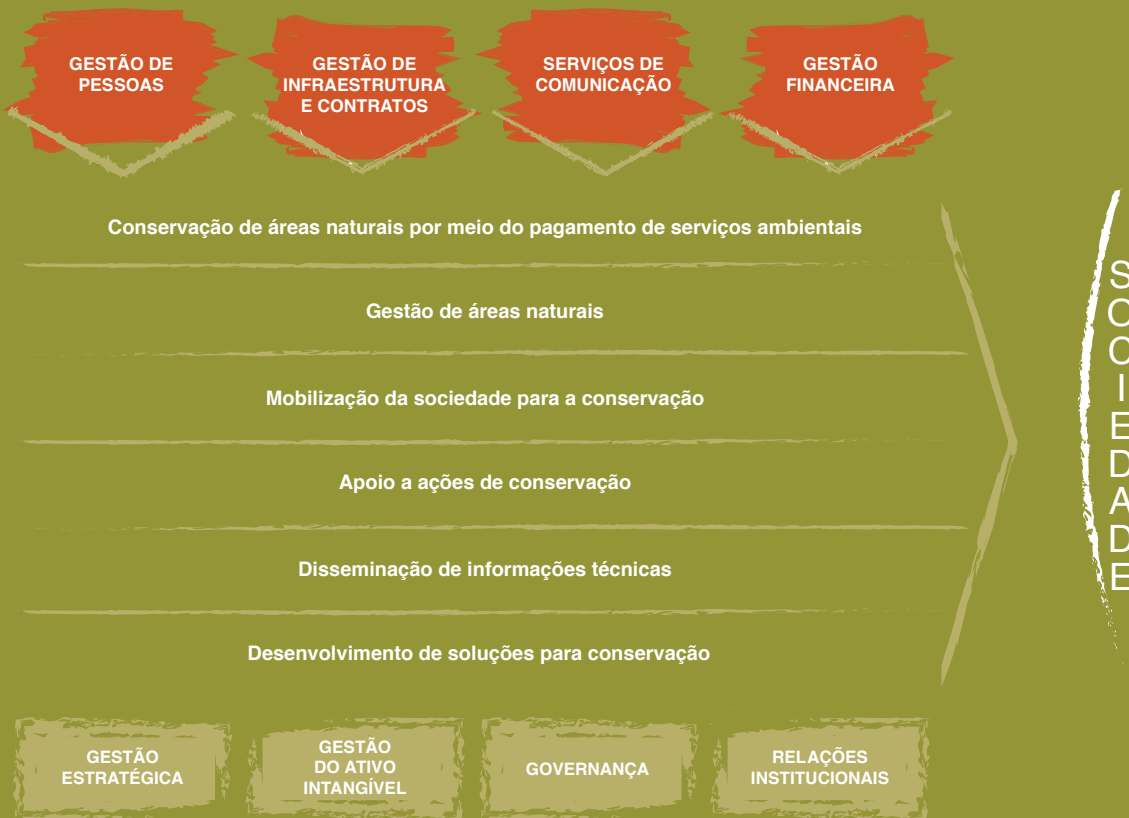 GESTÃO DE
PESSOAS
GESTÃO DE
INFRAESTRUTURA
E CONTRATOS
SERVIÇOS DE
COMUNICAÇÃO
GESTÃO
FINANCEIRA
Conservação de áreas naturais por meio do pagamento de serviços ambientais
Gestão de áreas naturais
Mobilização da sociedade para a conservação
Apoio a ações de conservação
Disseminação de informações técnicas
Desenvolvimento de soluções para conservação
SOCIEDADE
GESTÃO
ESTRATÉGICA
GESTÃO
DO ATIVO
INTANGÍVEL
GOVERNANÇA
RELAÇÕES
INSTITUCIONAIS